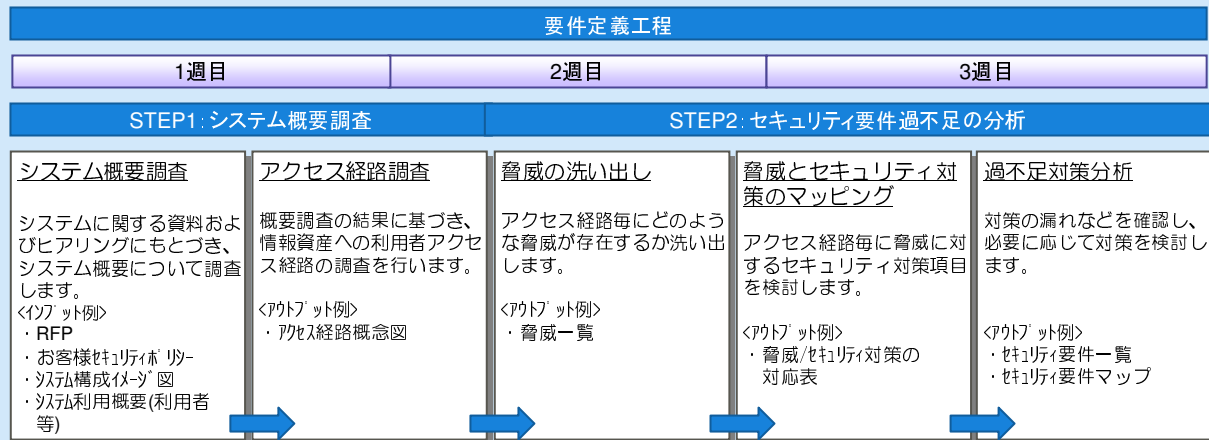 要件定義工程
1週目
2週目
3週目
STEP1:システム概要調査
STEP2:セキュリティ要件過不足の分析
システム概要調査
システムに関する資料およ
びヒアリングにもとづき、
システム概要について調査
します。
<ｲﾝﾌﾟｯﾄ例>
・RFP
・お客様ｾｷｭﾘﾃｨﾎﾟﾘｼｰ
・ｼｽﾃﾑ構成ｲﾒｰｼﾞ図
・ｼｽﾃﾑ利用概要(利用者
等)
アクセス経路調査
概要調査の結果に基づき、
情報資産への利用者アクセ
ス経路の調査を行います。
<ｱｳﾄﾌﾟｯﾄ例>
・ｱｸｾｽ経路概念図
脅威の洗い出し
アクセス経路毎にどのよう
な脅威が存在するか洗い出
します。
<ｱｳﾄﾌﾟｯﾄ例>
・脅威一覧
脅威とセキュリティ対
策のマッピング
アクセス経路毎に脅威に対
するセキュリティ対策項目
を検討します。
<ｱｳﾄﾌﾟｯﾄ例>
・脅威/ｾｷｭﾘﾃｨ対策の
対応表
過不足対策分析
対策の漏れなどを確認し、
必要に応じて対策を検討し
ます。
<ｱｳﾄﾌﾟｯﾄ例>
・ｾｷｭﾘﾃｨ要件一覧
・ｾｷｭﾘﾃｨ要件マップ